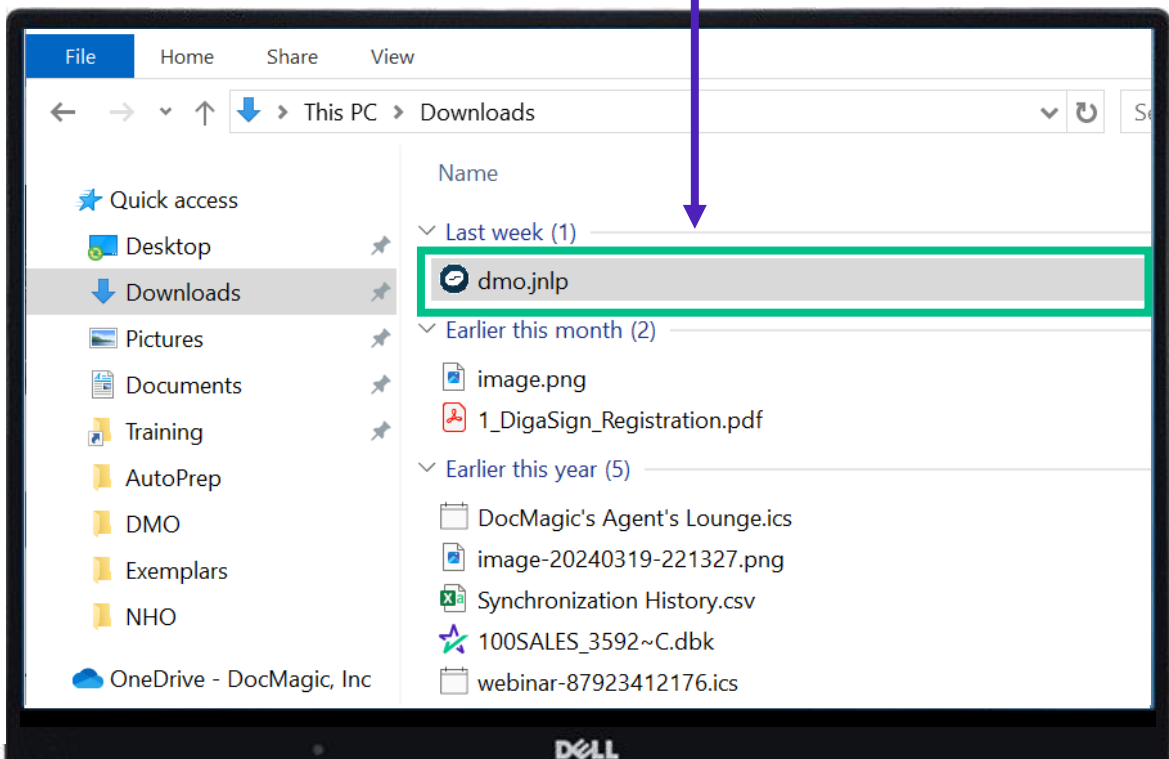 File Home Share View
This PC Downloads
Name
Quick access
Desktop
Downloads
Pictures
Documents
Training
AutoPrep
DMO
Exemplars
NHO
OneDrive - DocMagic, Inc
Last week (1)
dmo.jnlp
Earlier this month (2)
image.png
1_DigaSign_Registration.pdf
Earlier this year (5)
DocMagic's Agent's Lounge.ics
image-20240319-221327.png
Synchronization History.csv
100SALES_3592~C.dbk
webinar-87923412176.ics
DELL